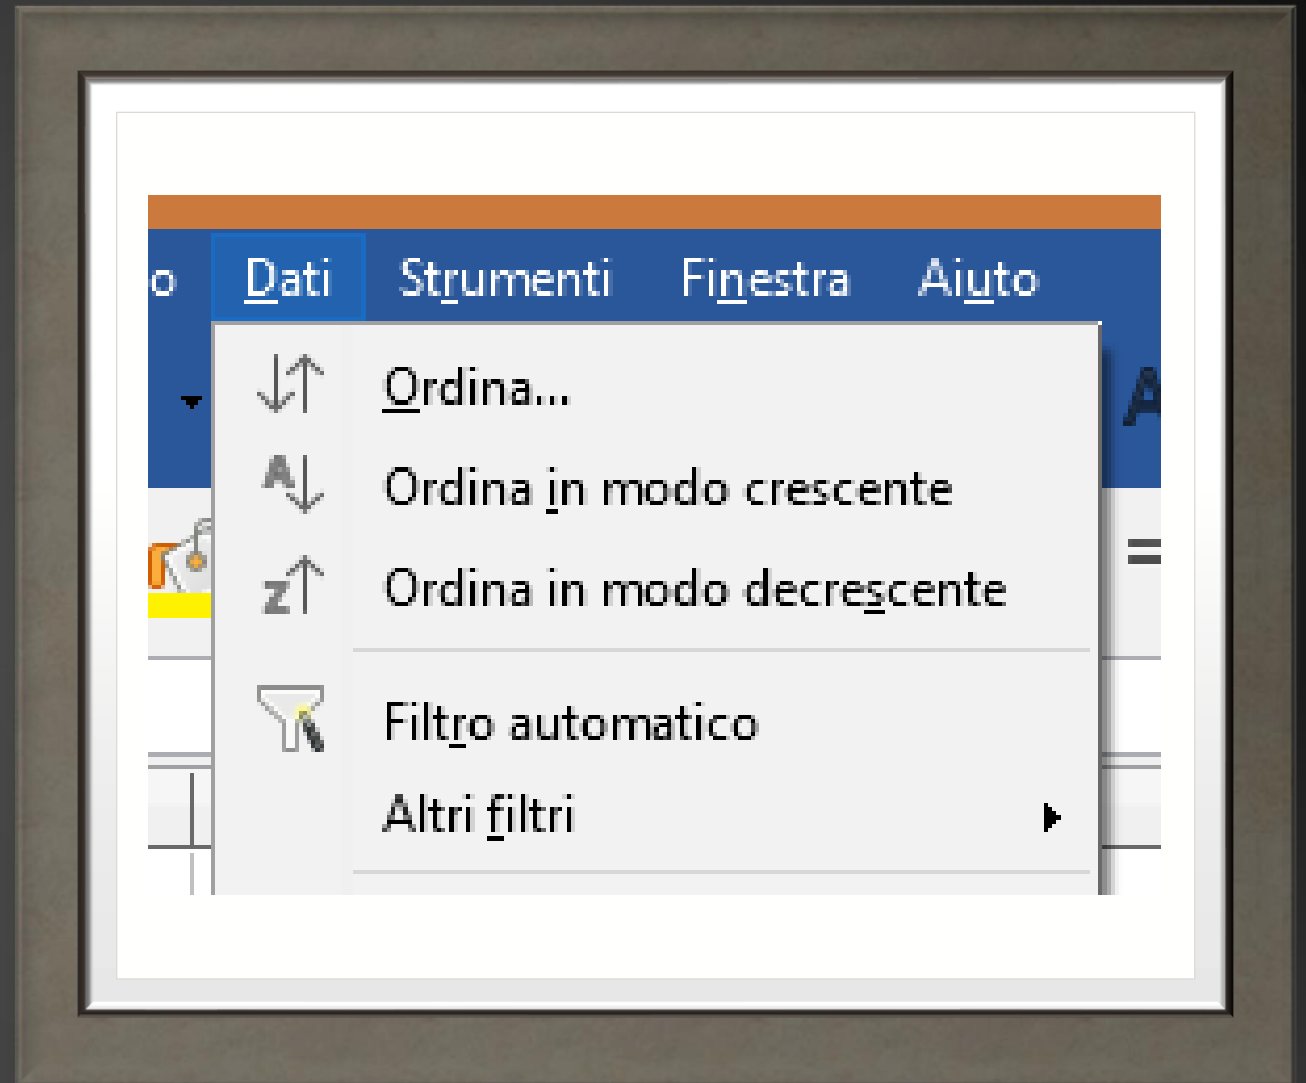 o Dati Strumenti Finestra Aiuto
Ordina...
Ordina in modo crescente
Ordina in modo decrescente
Filtro automatico
Altri filtri